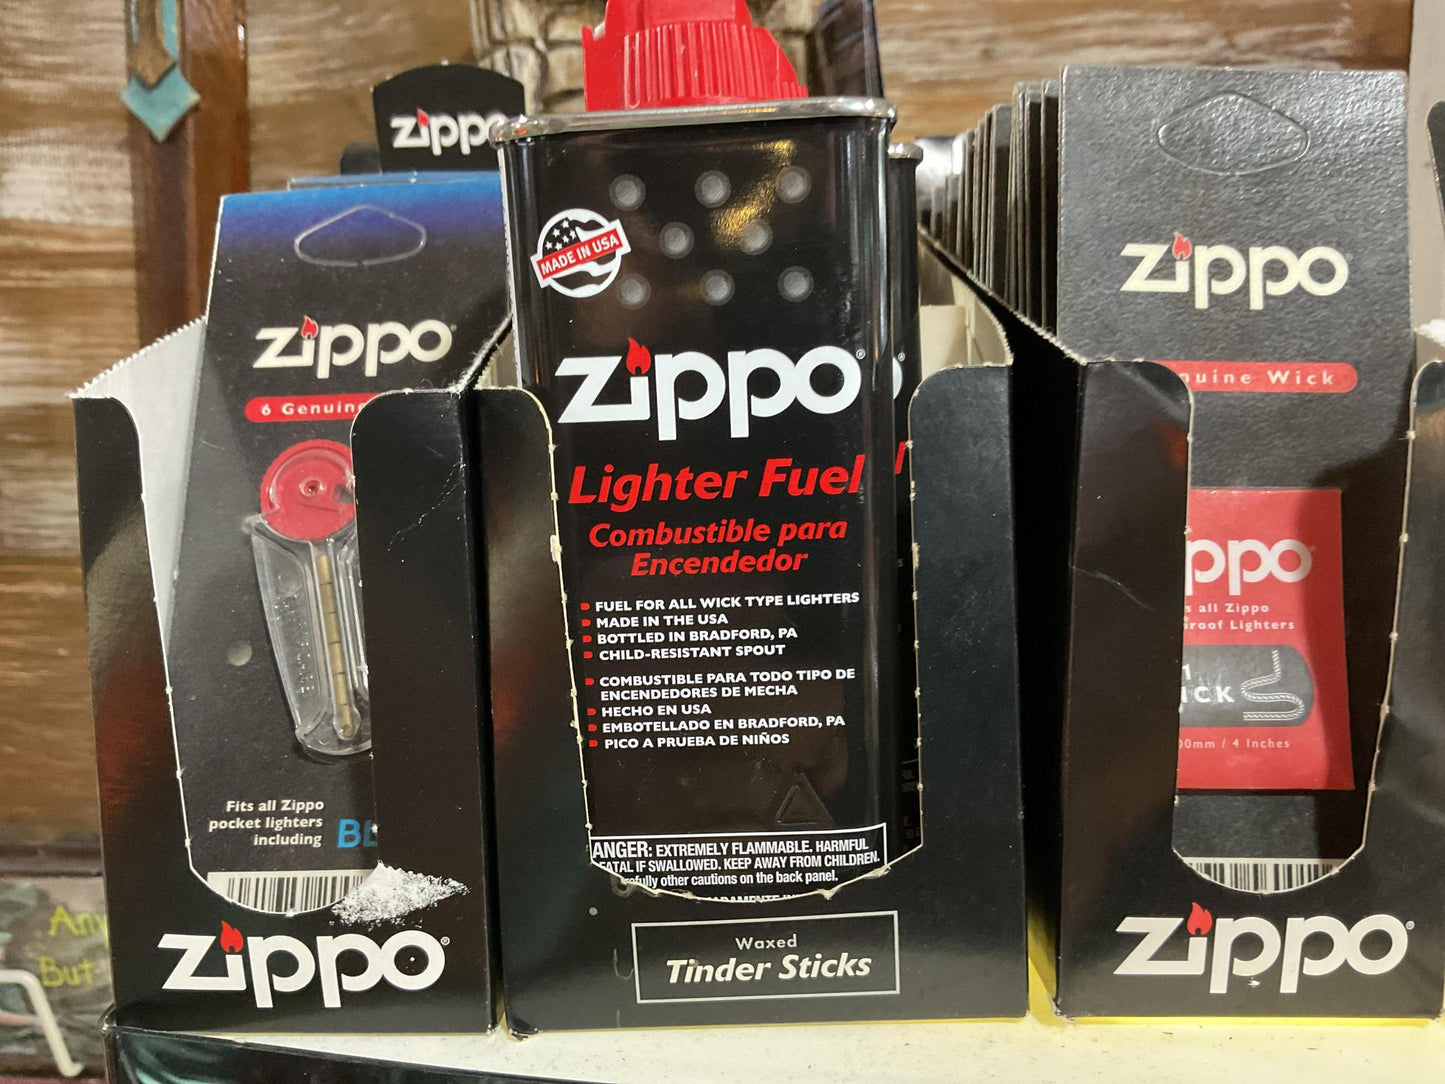 zippo
zippo
6 Genuine
Fits all Zippo
pocket lighters
including
zippo
MADE IN USA
zippo
Lighter Fuel
Combustible para
Encendedor
FUEL FOR ALL WICK TYPE LIGHTERS
MADE IN THE USA
BOTTLED IN BRADFORD, PA
CHILD-RESISTANT SPOUT
COMBUSTIBLE PARA TODO TIPO DE
ENCENDEDORES DE MECHA
HECHO EN USA
EMBOTELLADO EN BRADFORD, PA
PICO A PRUEBA DE NIÑOS
ANGER: EXTREMELY FLAMMABLE. HARMFUL
FATAL IF SWALLOWED. KEEP AWAY FROM CHILDREN.
other cautions on the back panel.
Waxed
Tinder Sticks
zippo
Wick
ppo
all Zippo
proof Lighters
mm / 4 Inches
zippo
Any
But